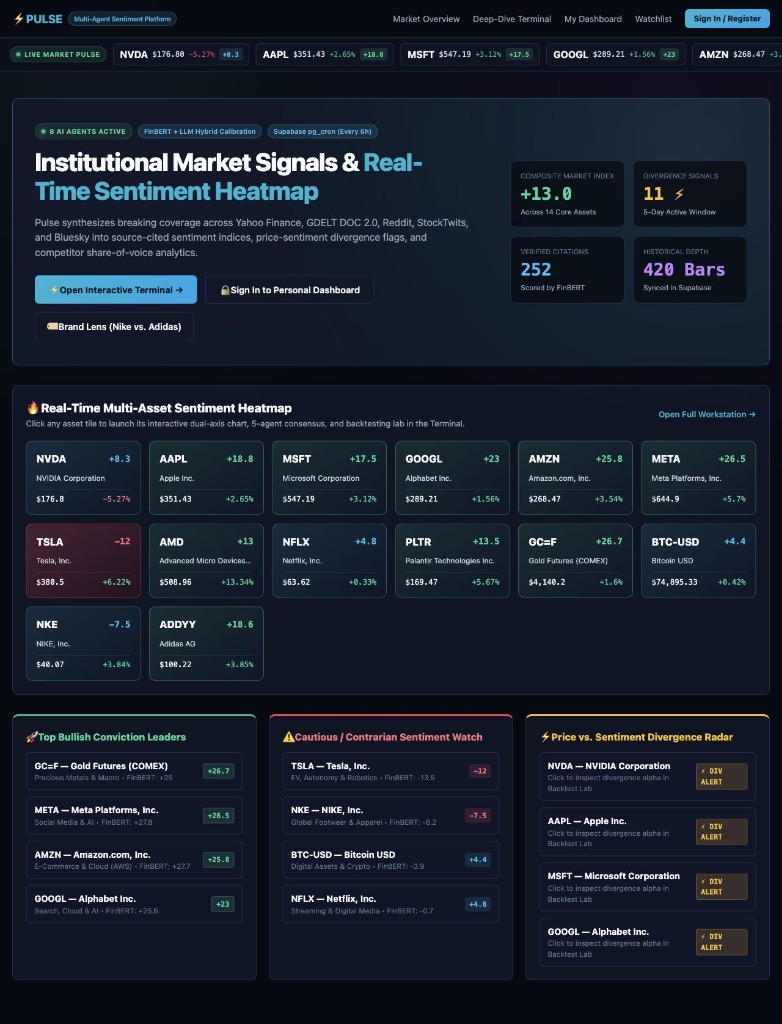 ⚡PULSE Multi-Agent Sentiment Platform Market Overview Deep-Dive Terminal My Dashboard Watchlist Sign In / Register
LIVE MARKET PULSE NVDA $176.80 -5.27% +8.3 AAPL $351.43 +2.65% +18.8 MSFT $547.19 +3.12% +17.5 GOOGL $289.21 +1.56% +23 AMZN $268.47 +3.
8 AI AGENTS ACTIVE FinBERT + LLM Hybrid Calibration Supabase pg_cron (Every 6h)
Institutional Market Signals & Real-
Time Sentiment Heatmap
Pulse synthesizes breaking coverage across Yahoo Finance, GDELT DOC 2.0, Reddit, StockTwits,
and Bluesky into source-cited sentiment indices, price-sentiment divergence flags, and
competitor share-of-voice analytics.
⚡Open Interactive Terminal → 🔒Sign In to Personal Dashboard
🏷️Brand Lens (Nike vs. Adidas)
COMPOSITE MARKET INDEX
+13.0
Across 14 Core Assets
DIVERGENCE SIGNALS
11 ⚡
5-Day Active Window
VERIFIED CITATIONS
252
Scored by FinBERT
HISTORICAL DEPTH
420 Bars
Synced in Supabase
🔥Real-Time Multi-Asset Sentiment Heatmap
Click any asset tile to launch its interactive dual-axis chart, 5-agent consensus, and backtesting lab in the Terminal.
Open Full Workstation →
NVDA +8.3
NVIDIA Corporation
$176.8 -5.27%
AAPL +18.8
Apple Inc.
$351.43 +2.65%
MSFT +17.5
Microsoft Corporation
$547.19 +3.12%
GOOGL +23
Alphabet Inc.
$289.21 +1.56%
AMZN +25.8
Amazon.com, Inc.
$268.47 +3.54%
META +26.5
Meta Platforms, Inc.
$644.9 +5.7%
TSLA -12
Tesla, Inc.
$380.5 +6.22%
AMD +13
Advanced Micro Devices...
$508.96 +13.34%
NFLX +4.8
Netflix, Inc.
$63.62 +0.33%
PLTR +13.5
Palantir Technologies Inc.
$169.47 +5.67%
GC=F +26.7
Gold Futures (COMEX)
$4,140.2 +1.6%
BTC-USD +4.4
Bitcoin USD
$74,895.33 +0.42%
NKE -7.5
NIKE, Inc.
$40.07 +3.84%
ADDYY +18.6
Adidas AG
$100.22 +3.85%
🚀Top Bullish Conviction Leaders
GC=F — Gold Futures (COMEX)
Precious Metals & Macro • FinBERT: +25
+26.7
META — Meta Platforms, Inc.
Social Media & AI • FinBERT: +27.8
+26.5
AMZN — Amazon.com, Inc.
E-Commerce & Cloud (AWS) • FinBERT: +27.7
+25.8
GOOGL — Alphabet Inc.
Search, Cloud & AI • FinBERT: +25.6
+23
⚠️Cautious / Contrarian Sentiment Watch
TSLA — Tesla, Inc.
EV, Autonomy & Robotics • FinBERT: -13.5
-12
NKE — NIKE, Inc.
Global Footwear & Apparel • FinBERT: -6.2
-7.5
BTC-USD — Bitcoin USD
Digital Assets & Crypto • FinBERT: -3.9
+4.4
NFLX — Netflix, Inc.
Streaming & Digital Media • FinBERT: -0.7
+4.8
⚡Price vs. Sentiment Divergence Radar
NVDA — NVIDIA Corporation
Click to inspect divergence alpha in
Backtest Lab
⚡ DIV
ALERT
AAPL — Apple Inc.
Click to inspect divergence alpha in
Backtest Lab
⚡ DIV
ALERT
MSFT — Microsoft Corporation
Click to inspect divergence alpha in
Backtest Lab
⚡ DIV
ALERT
GOOGL — Alphabet Inc.
Click to inspect divergence alpha in
Backtest Lab
⚡ DIV
ALERT